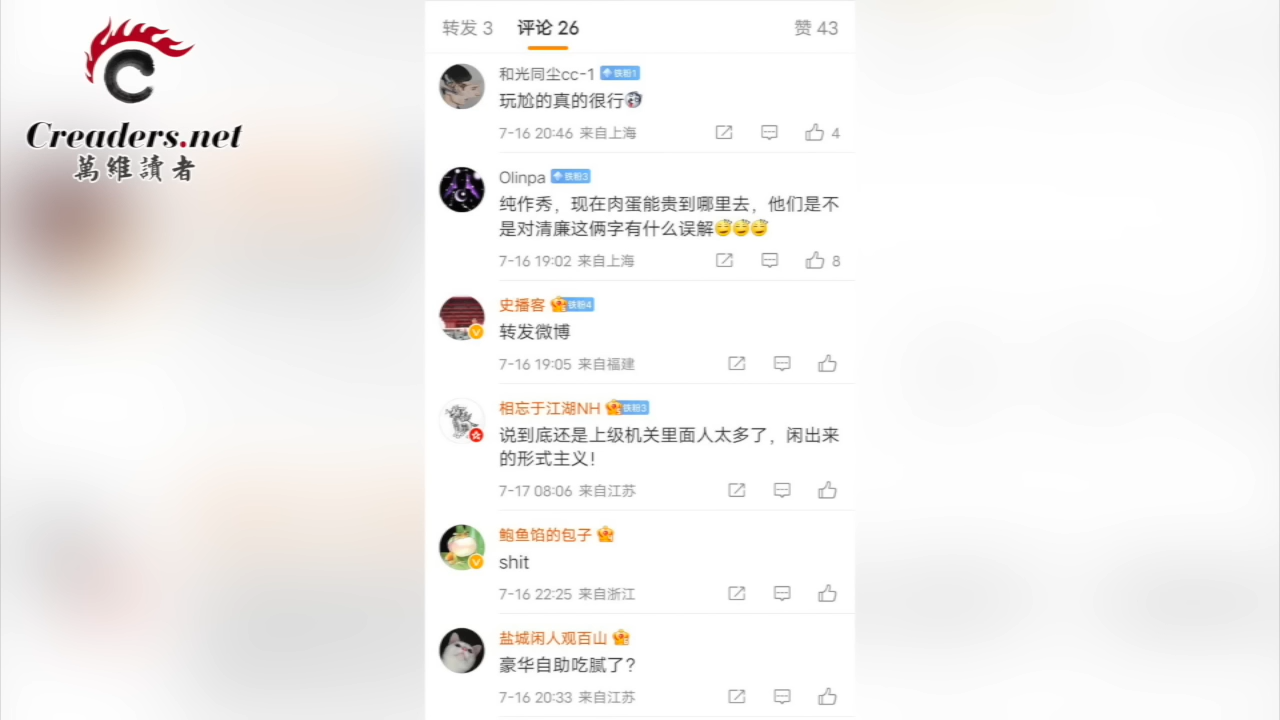 Creaders.net
萬維讀者
转发 3 评论 26 赞 43
和光同尘cc-1 铁粉1
玩尬的真的很行
7-16 20:46 来自上海 4
Olinpa 铁粉3
纯作秀，现在肉蛋能贵到哪里去，他们是不
是对清廉这俩字有什么误解
7-16 19:02 来自上海 8
史播客 铁粉4
转发微博
7-16 19:05 来自福建
相忘于江湖NH 铁粉3
说到底还是上级机关里面人太多了，闲出来
的形式主义！
7-17 08:06 来自江苏
鲍鱼馅的包子
shit
7-16 22:25 来自浙江
盐城闲人观百山
豪华自助吃腻了？
7-16 20:33 来自江苏